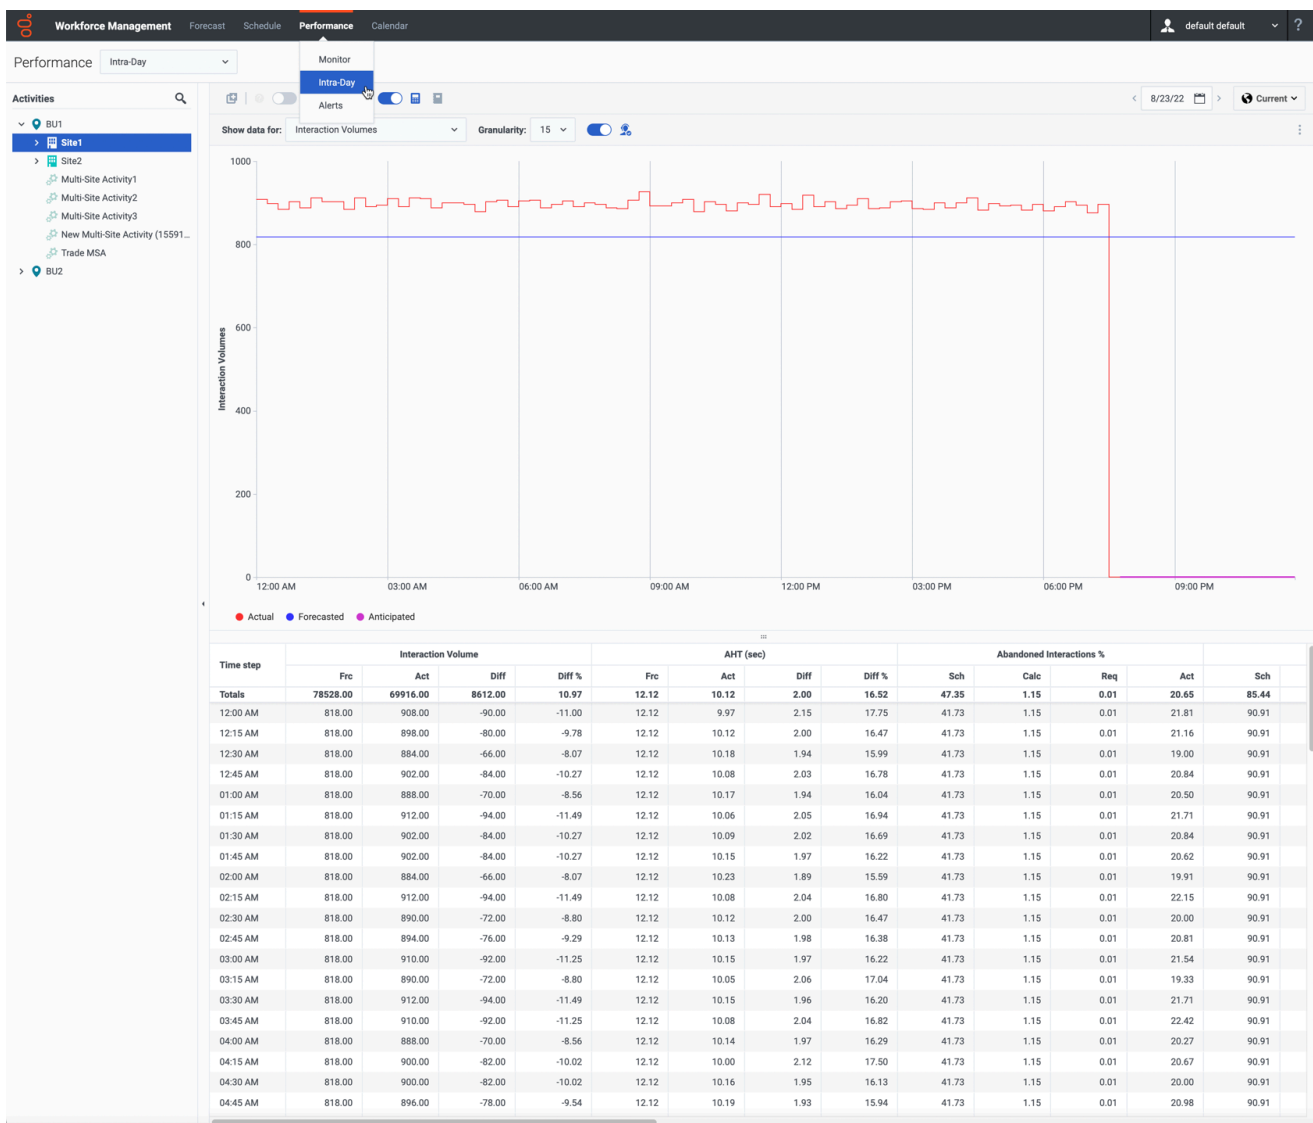 Workforce Management Forecast Schedule Performance Calendar default default ?
Performance Intra-Day
Monitor
Intra-Day
Alerts
Activities
BU1
Site1
Site2
Multi-Site Activity1
Multi-Site Activity2
Multi-Site Activity3
New Multi-Site Activity (15591...
Trade MSA
BU2
8/23/22 Current
Show data for: Interaction Volumes Granularity: 15
Interaction Volumes
1000
800
600
400
200
0
12:00 AM 03:00 AM 06:00 AM 09:00 AM 12:00 PM 03:00 PM 06:00 PM 09:00 PM
Actual Forecasted Anticipated
Time step Interaction Volume AHT (sec) Abandoned Interactions %
Frc Act Diff Diff % Frc Act Diff Diff % Sch Calc Req Act Sch
Totals 78528.00 69916.00 8612.00 10.97 12.12 10.12 2.00 16.52 47.35 1.15 0.01 20.65 85.44
12:00 AM 818.00 908.00 -90.00 -11.00 12.12 9.97 2.15 17.75 41.73 1.15 0.01 21.81 90.91
12:15 AM 818.00 898.00 -80.00 -9.78 12.12 10.12 2.00 16.47 41.73 1.15 0.01 21.16 90.91
12:30 AM 818.00 884.00 -66.00 -8.07 12.12 10.18 1.94 15.99 41.73 1.15 0.01 19.00 90.91
12:45 AM 818.00 902.00 -84.00 -10.27 12.12 10.08 2.03 16.78 41.73 1.15 0.01 20.84 90.91
01:00 AM 818.00 888.00 -70.00 -8.56 12.12 10.17 1.94 16.04 41.73 1.15 0.01 20.50 90.91
01:15 AM 818.00 912.00 -94.00 -11.49 12.12 10.06 2.05 16.94 41.73 1.15 0.01 21.71 90.91
01:30 AM 818.00 902.00 -84.00 -10.27 12.12 10.09 2.02 16.69 41.73 1.15 0.01 20.84 90.91
01:45 AM 818.00 902.00 -84.00 -10.27 12.12 10.15 1.97 16.22 41.73 1.15 0.01 20.62 90.91
02:00 AM 818.00 884.00 -66.00 -8.07 12.12 10.23 1.89 15.59 41.73 1.15 0.01 19.91 90.91
02:15 AM 818.00 912.00 -94.00 -11.49 12.12 10.08 2.04 16.80 41.73 1.15 0.01 22.15 90.91
02:30 AM 818.00 890.00 -72.00 -8.80 12.12 10.12 2.00 16.47 41.73 1.15 0.01 20.00 90.91
02:45 AM 818.00 894.00 -76.00 -9.29 12.12 10.13 1.98 16.38 41.73 1.15 0.01 20.81 90.91
03:00 AM 818.00 910.00 -92.00 -11.25 12.12 10.15 1.97 16.22 41.73 1.15 0.01 21.54 90.91
03:15 AM 818.00 890.00 -72.00 -8.80 12.12 10.05 2.06 17.04 41.73 1.15 0.01 19.33 90.91
03:30 AM 818.00 912.00 -94.00 -11.49 12.12 10.15 1.96 16.20 41.73 1.15 0.01 21.71 90.91
03:45 AM 818.00 910.00 -92.00 -11.25 12.12 10.08 2.04 16.82 41.73 1.15 0.01 22.42 90.91
04:00 AM 818.00 888.00 -70.00 -8.56 12.12 10.14 1.97 16.29 41.73 1.15 0.01 20.27 90.91
04:15 AM 818.00 900.00 -82.00 -10.02 12.12 10.00 2.12 17.50 41.73 1.15 0.01 20.67 90.91
04:30 AM 818.00 900.00 -82.00 -10.02 12.12 10.16 1.95 16.13 41.73 1.15 0.01 20.00 90.91
04:45 AM 818.00 896.00 -78.00 -9.54 12.12 10.19 1.93 15.94 41.73 1.15 0.01 20.98 90.91